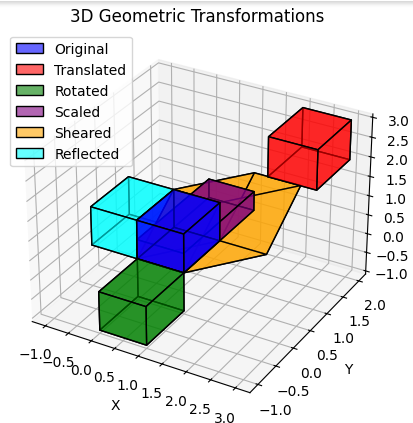 3D Geometric Transformations
Original
Translated
Rotated
Scaled
Sheared
Reflected
3.0
2.5
2.0
1.5
1.0
0.5
0.0
−0.5
−1.0
2.0
1.5
1.0
0.5
0.0
−0.5
−1.0
Y
−1.0
−0.5
0.0
0.5
1.0
1.5
2.0
2.5
3.0
X